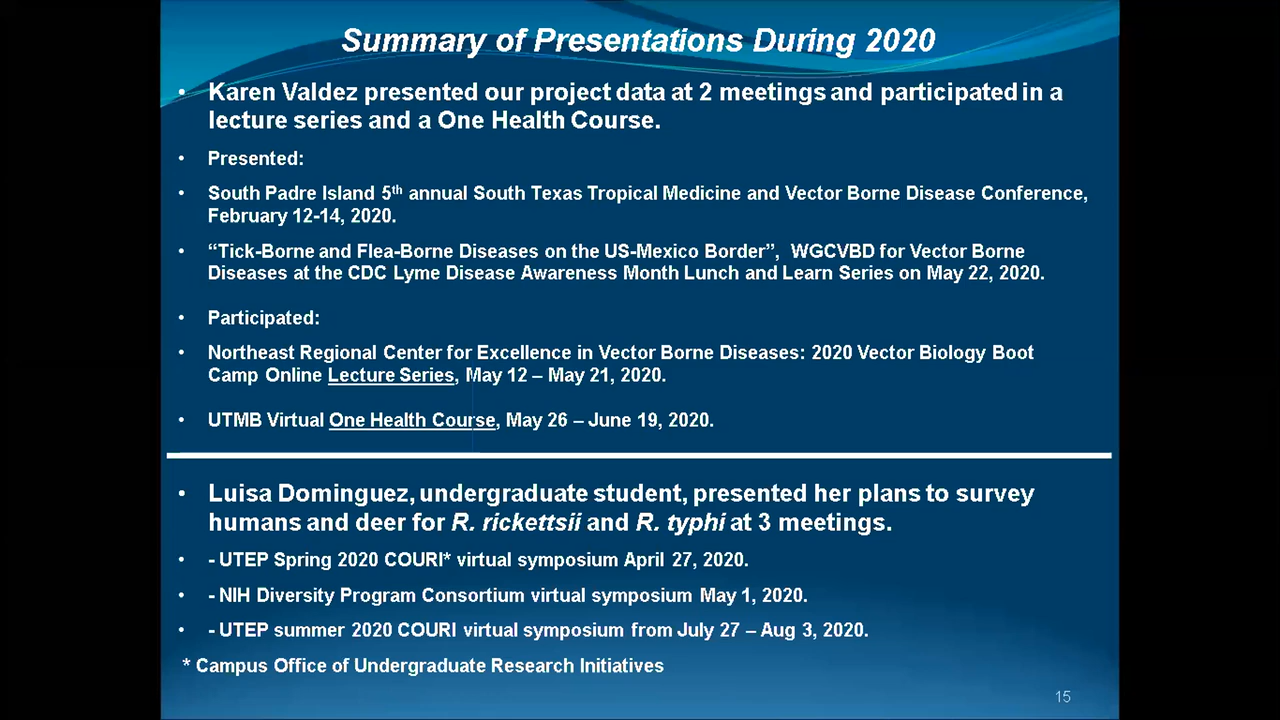 Summary of Presentations During 2020
• Karen Valdez presented our project data at 2 meetings and participated in a
lecture series and a One Health Course.
• Presented:
• South Padre Island 5th annual South Texas Tropical Medicine and Vector Borne Disease Conference,
February 12-14, 2020.
• “Tick-Borne and Flea-Borne Diseases on the US-Mexico Border”, WGCVBD for Vector Borne
Diseases at the CDC Lyme Disease Awareness Month Lunch and Learn Series on May 22, 2020.
• Participated:
• Northeast Regional Center for Excellence in Vector Borne Diseases: 2020 Vector Biology Boot
Camp Online Lecture Series, May 12 – May 21, 2020.
• UTMB Virtual One Health Course, May 26 – June 19, 2020.
• Luisa Dominguez, undergraduate student, presented her plans to survey
humans and deer for R. rickettsii and R. typhi at 3 meetings.
• - UTEP Spring 2020 COURI* virtual symposium April 27, 2020.
• - NIH Diversity Program Consortium virtual symposium May 1, 2020.
• - UTEP summer 2020 COURI virtual symposium from July 27 – Aug 3, 2020.
* Campus Office of Undergraduate Research Initiatives
15